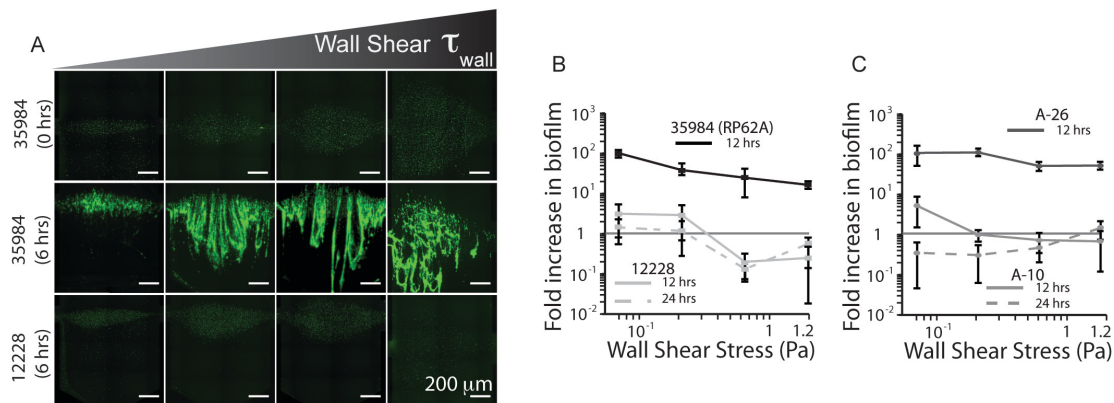 A
Wall Shear τ wall
35984
(0 hrs)
35984
(6 hrs)
12228
(6 hrs)
200 µm
B
Fold increase in biofilm
10³
10²
10
1
10⁻¹
10⁻²
35984 (RP62A)
12 hrs
12228
12 hrs
24 hrs
10⁻¹
1
1.2
Wall Shear Stress (Pa)
C
Fold increase in biofilm
10³
10²
10
1
10⁻¹
10⁻²
A-26
12 hrs
A-10
12 hrs
24 hrs
10⁻¹
1
1.2
Wall Shear Stress (Pa)